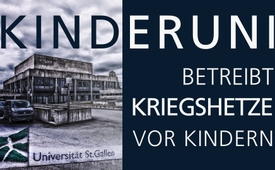 KINDERUNI
BETREIBT
KRIEGSHETZE
VOR KINDERN
Universität St.Gallen